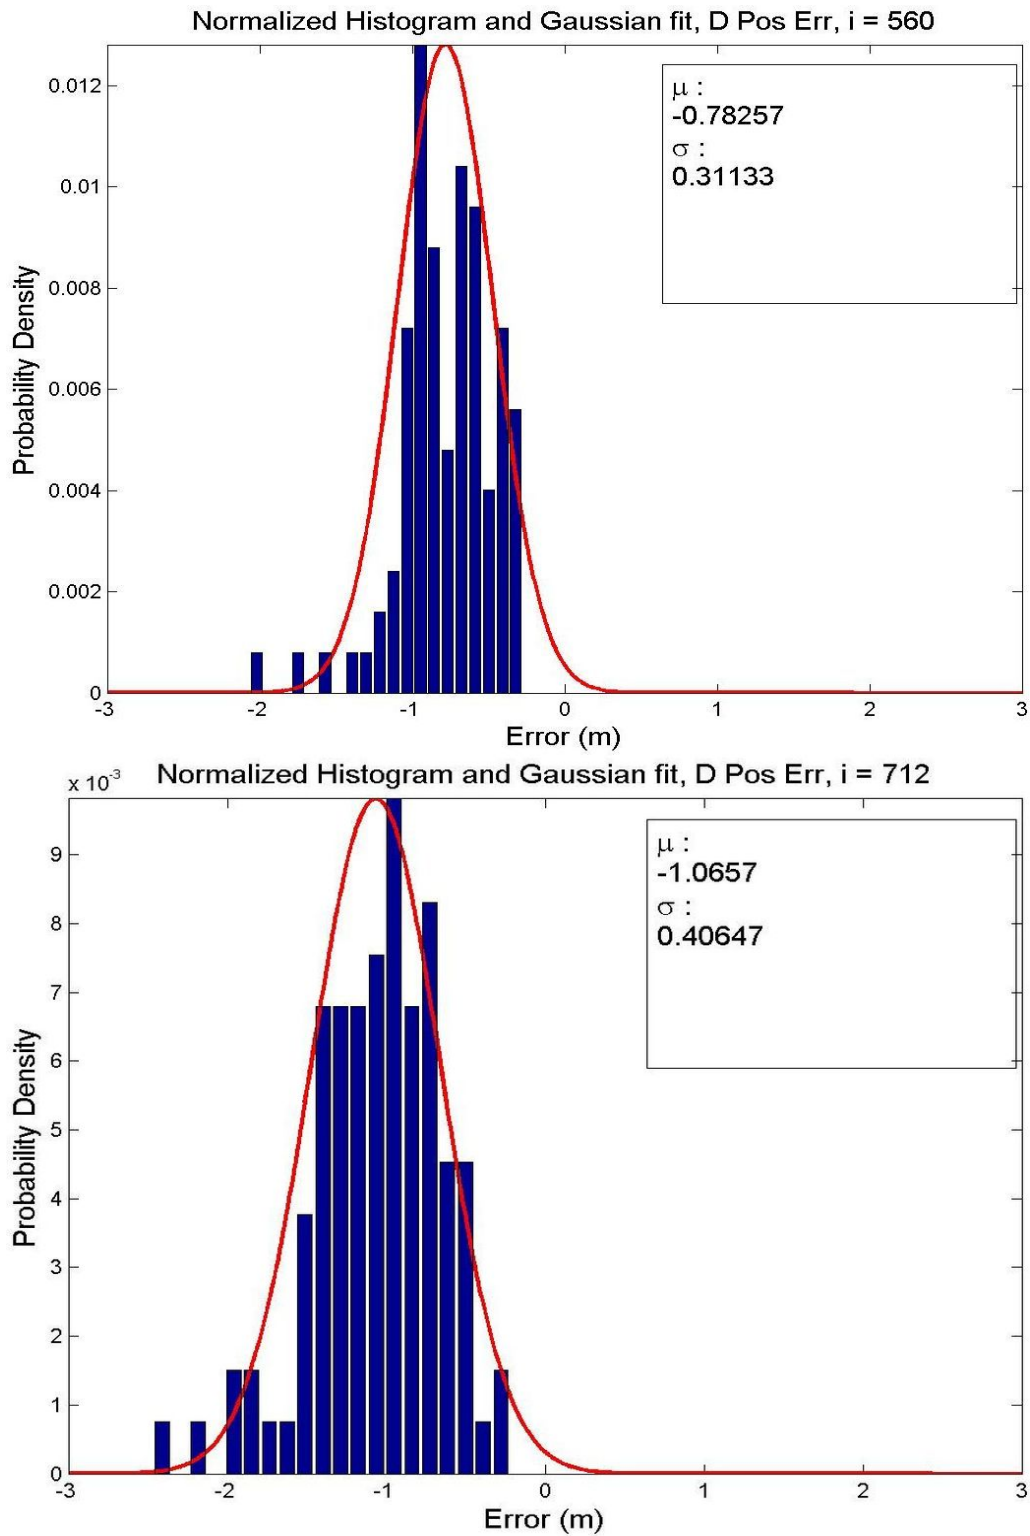 Normalized Histogram and Gaussian fit, D Pos Err, i = 560
0.012
0.01
0.008
0.006
0.004
0.002
0
Probability Density
μ :
-0.78257
σ :
0.31133
-3 -2 -1 0 1 2 3
Error (m)
x 10⁻³
Normalized Histogram and Gaussian fit, D Pos Err, i = 712
9
8
7
6
5
4
3
2
1
0
Probability Density
μ :
-1.0657
σ :
0.40647
-3 -2 -1 0 1 2 3
Error (m)